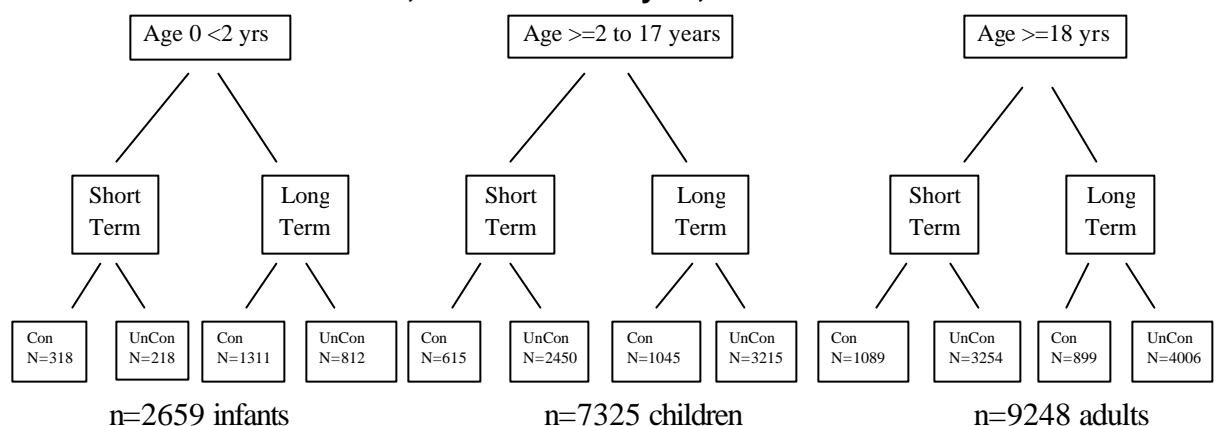 Age 0 <2 yrs
Age >=2 to 17 years
Age >=18 yrs
Short
Term
Long
Term
Short
Term
Long
Term
Short
Term
Long
Term
Con
N=318
UnCon
N=218
Con
N=1311
UnCon
N=812
Con
N=615
UnCon
N=2450
Con
N=1045
UnCon
N=3215
Con
N=1089
UnCon
N=3254
Con
N=899
UnCon
N=4006
n=2659 infants
n=7325 children
n=9248 adults